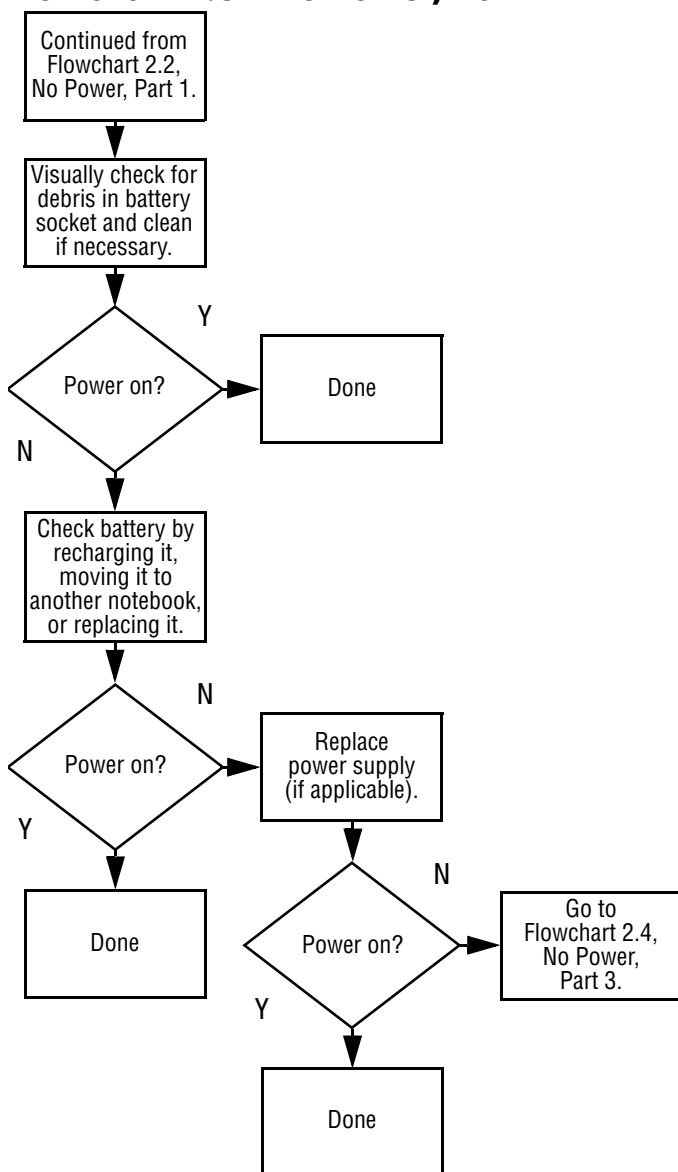 Continued from
Flowchart 2.2,
No Power, Part 1.
Visually check for
debris in battery
socket and clean
if necessary.
Y
Power on?
Done
N
Check battery by
recharging it,
moving it to
another notebook,
or replacing it.
N
Power on?
Replace
power supply
(if applicable).
Y
Done
N
Power on?
Go to
Flowchart 2.4,
No Power,
Part 3.
Y
Done